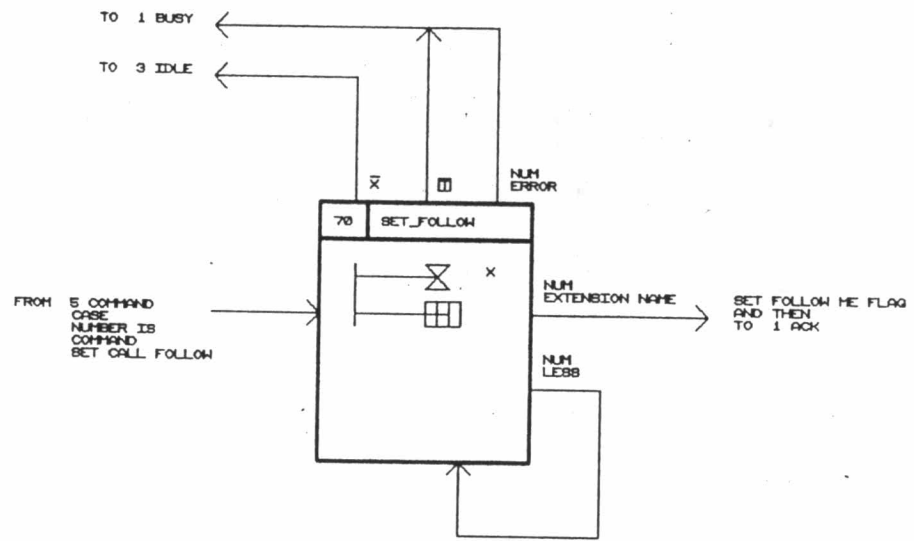 TO 1 BUSY
TO 3 IDLE
NUM
ERROR
70 SET_FOLLOW
x
NUM
EXTENSION NAME
FROM 5 COMMAND
CASE
NUMBER IS
COMMAND
SET CALL FOLLOW
SET FOLLOW ME FLAG
AND THEN
TO 1 ACK
NUM
LESS